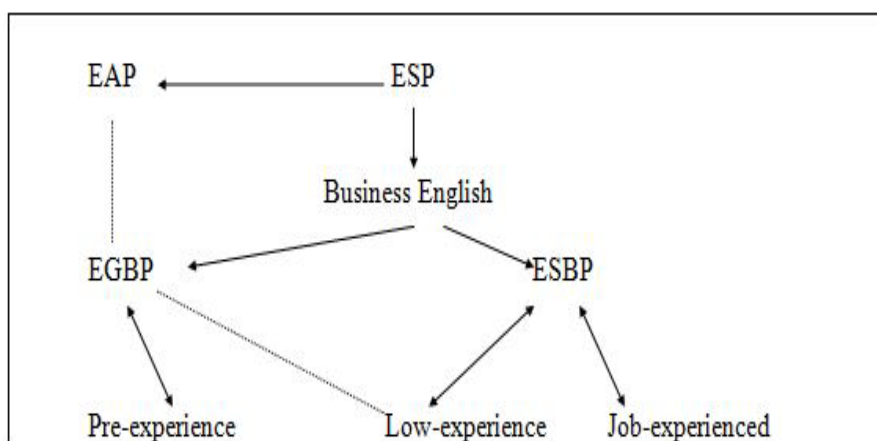 EAP ESP
Business English
EGBP ESBP
Pre-experience Low-experience Job-experienced